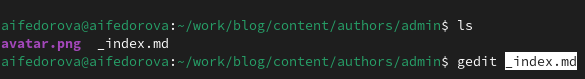 aifedorova@aifedorova:~/work/blog/content/authors/admin$ ls
avatar.png  _index.md
aifedorova@aifedorova:~/work/blog/content/authors/admin$ gedit _index.md